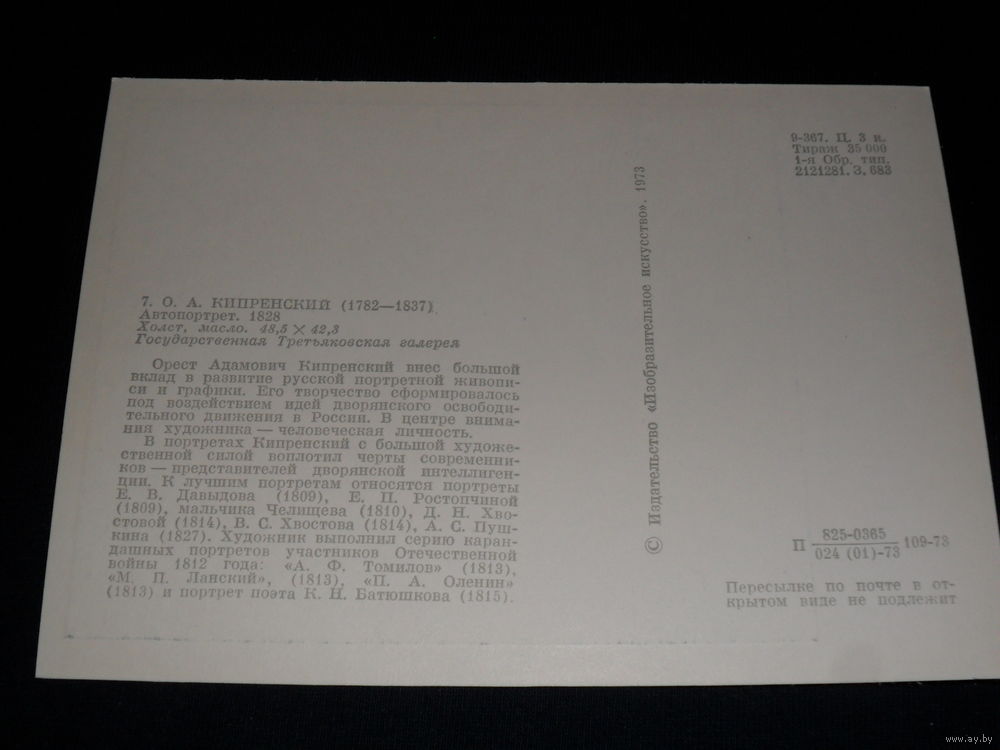 9-367. Ц. 3 к.
Тираж 35 000
1-я Обр. тип.
2121281. З. 683
7. О. А. КИПРЕНСКИЙ (1782—1837)
Автопортрет. 1828
Холст, масло. 48,5 × 42,3
Государственная Третьяковская галерея
Орест Адамович Кипренский внес большой
вклад в развитие русской портретной живопи-
си и графики. Его творчество сформировалось
под воздействием идей дворянского освободи-
тельного движения в России. В центре внима-
ния художника — человеческая личность.
В портретах Кипренский с большой художе-
ственной силой воплотил черты современни-
ков — представителей дворянской интеллиген-
ции. К лучшим портретам относятся портреты
Е. В. Давыдова (1809), Е. П. Ростопчиной
(1809), мальчика Челищева (1810), Д. Н. Хво-
стовой (1814), В. С. Хвостова (1814), А. С. Пуш-
кина (1827). Художник выполнил серию каран-
дашных портретов участников Отечественной
войны 1812 года: «А. Ф. Томилов» (1813),
«М. П. Ланский», (1813), «П. А. Оленин»
(1813) и портрет поэта К. Н. Батюшкова (1815).
© Издательство «Изобразительное искусство». 1973
П 825-0365 109-73
024 (01)-73
Пересылке по почте в от-
крытом виде не подлежит
www.ay.by